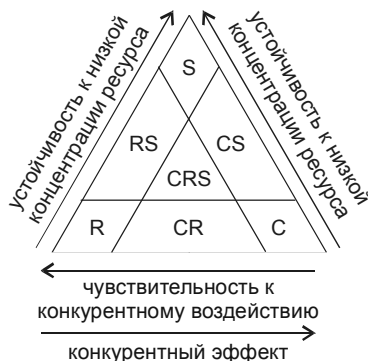 устойчивость к низкой
концентрации ресурса
устойчивость к низкой
концентрации ресурса
S
RS
CS
CRS
R
CR
C
чувствительность к
конкурентному воздействию
конкурентный эффект